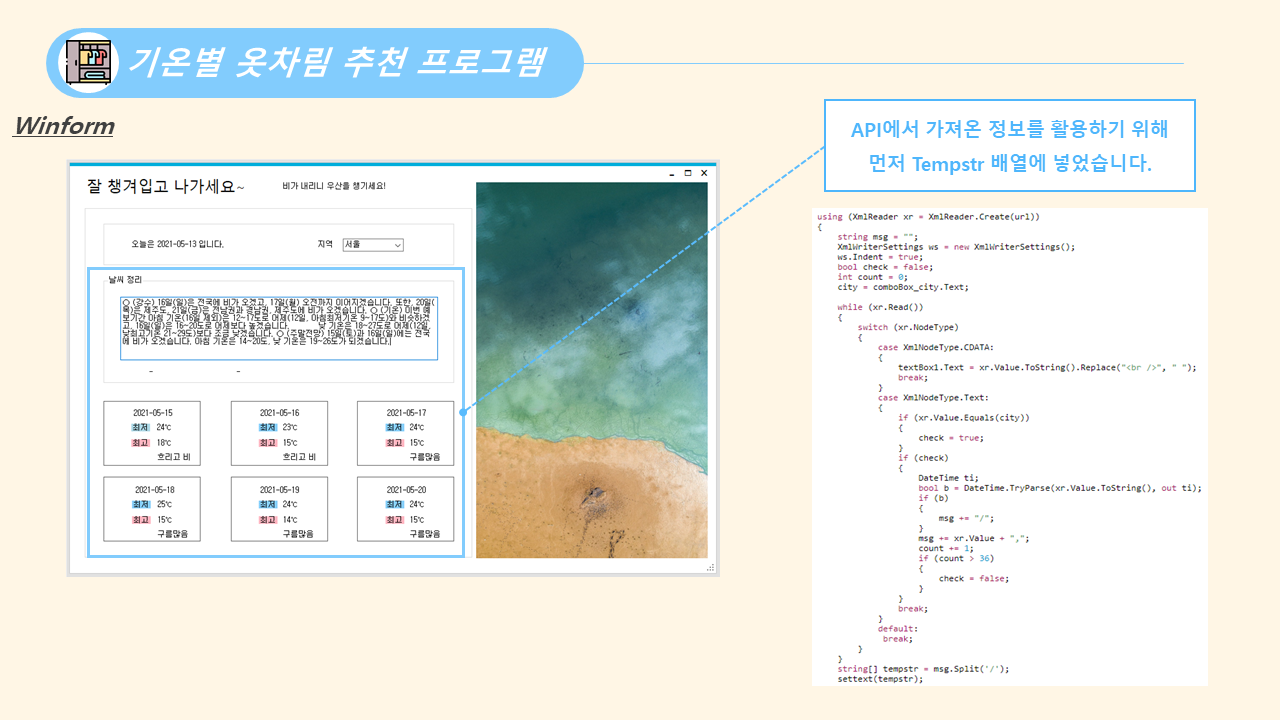 기온별 옷차림 추천 프로그램
Winform
API에서 가져온 정보를 활용하기 위해
먼저 Tempstr 배열에 넣었습니다.
잘 챙겨입고 나가세요~
비가 내리니 우산을 챙기세요!
오늘은 2021-05-13 입니다.
지역 서울
날씨 정리
○ (강수) 16일(일)은 전국에 비가 오겠고, 17일(월) 오전까지 이어지겠습니다. 또한, 20일(
목)은 제주도, 21일(금)은 전남권과 경남권, 제주도에 비가 오겠습니다. ○ (기온) 이번 예
보기간 아침 기온(16일 제외)은 12~17도로 어제(12일, 아침최저기온 9~17도)와 비슷하겠
고, 16일(일)은 16~20도로 어제보다 높겠습니다. 낮 기온은 18~27도로 어제(12일,
낮최고기온 21~29도)보다 조금 낮겠습니다. ○ (주말전망) 15일(토)과 16일(일)에는 전국
에 비가 오겠습니다. 아침 기온은 14~20도, 낮 기온은 19~26도가 되겠습니다.
- -
2021-05-15
최저 24℃
최고 18℃
흐리고 비
2021-05-16
최저 23℃
최고 15℃
흐리고 비
2021-05-17
최저 24℃
최고 15℃
구름많음
2021-05-18
최저 25℃
최고 15℃
구름많음
2021-05-19
최저 24℃
최고 14℃
구름많음
2021-05-20
최저 24℃
최고 15℃
구름많음
using (XmlReader xr = XmlReader.Create(url))
{
string msg = "";
XmlWriterSettings ws = new XmlWriterSettings();
ws.Indent = true;
bool check = false;
int count = 0;
city = comboBox_city.Text;
while (xr.Read())
{
switch (xr.NodeType)
{
case XmlNodeType.CDATA:
{
textBox1.Text = xr.Value.ToString().Replace("<br />", " ");
break;
}
case XmlNodeType.Text:
{
if (xr.Value.Equals(city))
{
check = true;
}
if (check)
{
DateTime ti;
bool b = DateTime.TryParse(xr.Value.ToString(), out ti);
if (b)
{
msg += "/";
}
msg += xr.Value + ",";
count += 1;
if (count > 36)
{
check = false;
}
}
break;
}
default:
break;
}
}
string[] tempstr = msg.Split('/');
settext(tempstr);